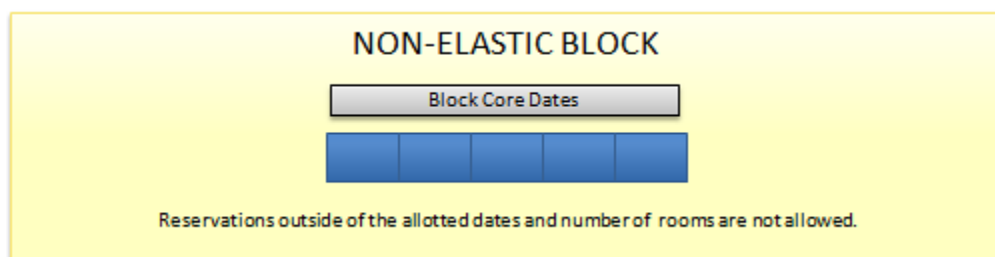 NON-ELASTIC BLOCK
Block Core Dates
Reservations outside of the allotted dates and number of rooms are not allowed.